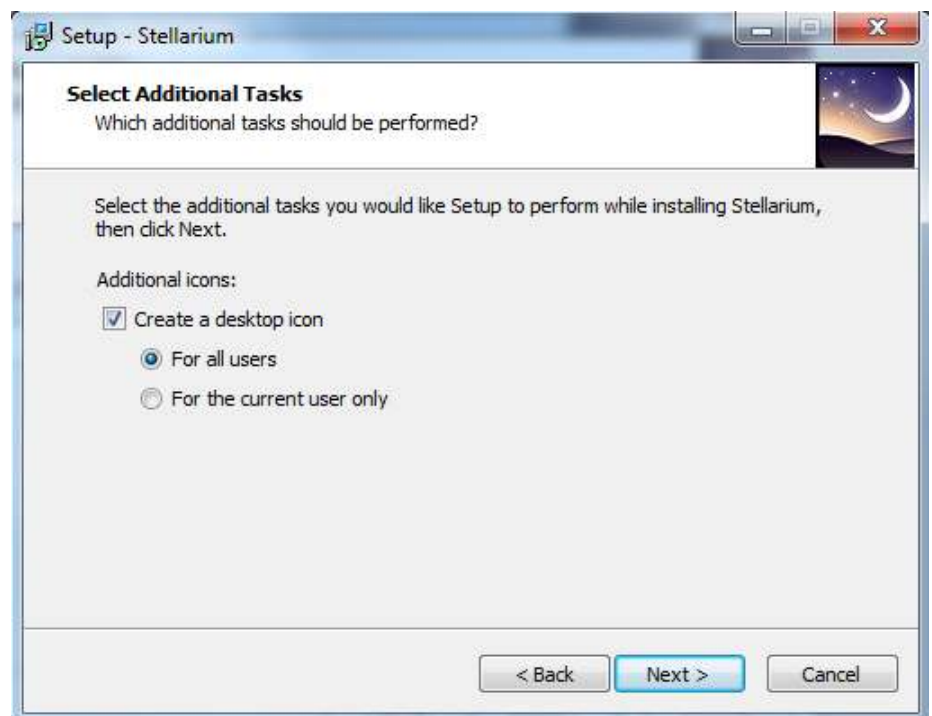 Setup - Stellarium
Select Additional Tasks
Which additional tasks should be performed?
Select the additional tasks you would like Setup to perform while installing Stellarium,
then click Next.
Additional icons:
Create a desktop icon
For all users
For the current user only
< Back
Next >
Cancel